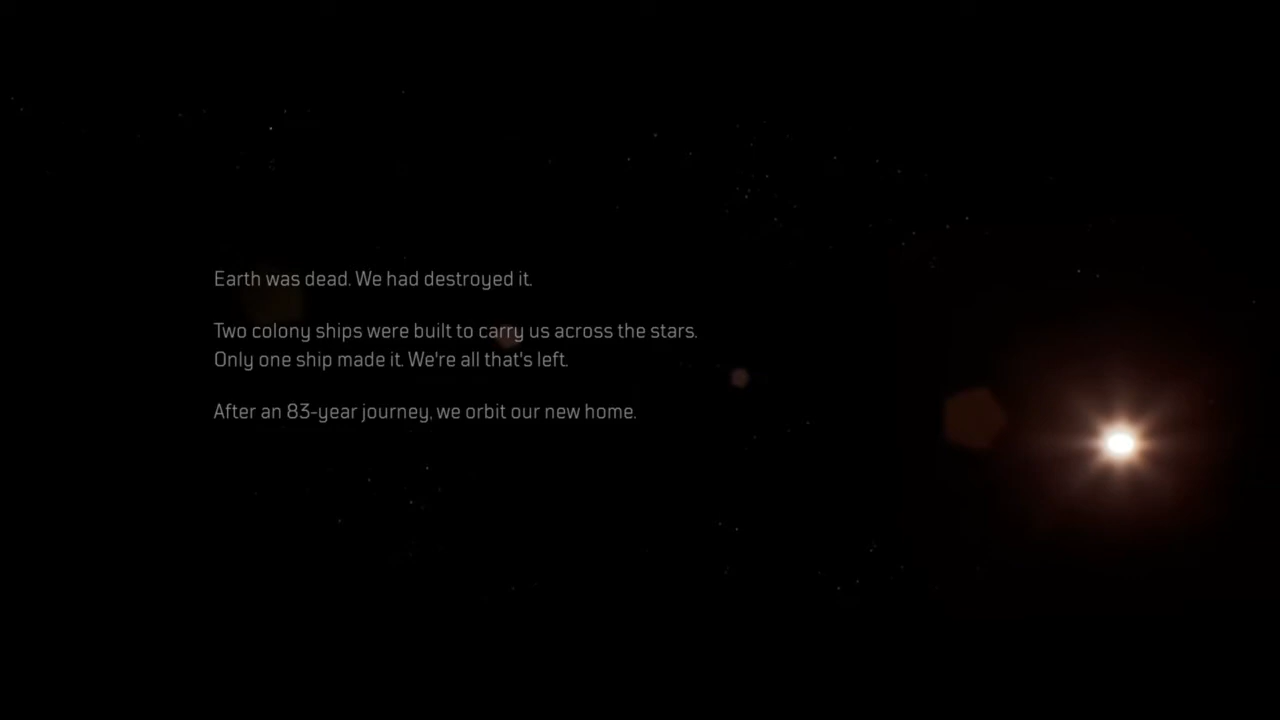 Earth was dead. We had destroyed it.
Two colony ships were built to carry us across the stars.
Only one ship made it. We're all that's left.
After an 83-year journey, we orbit our new home.